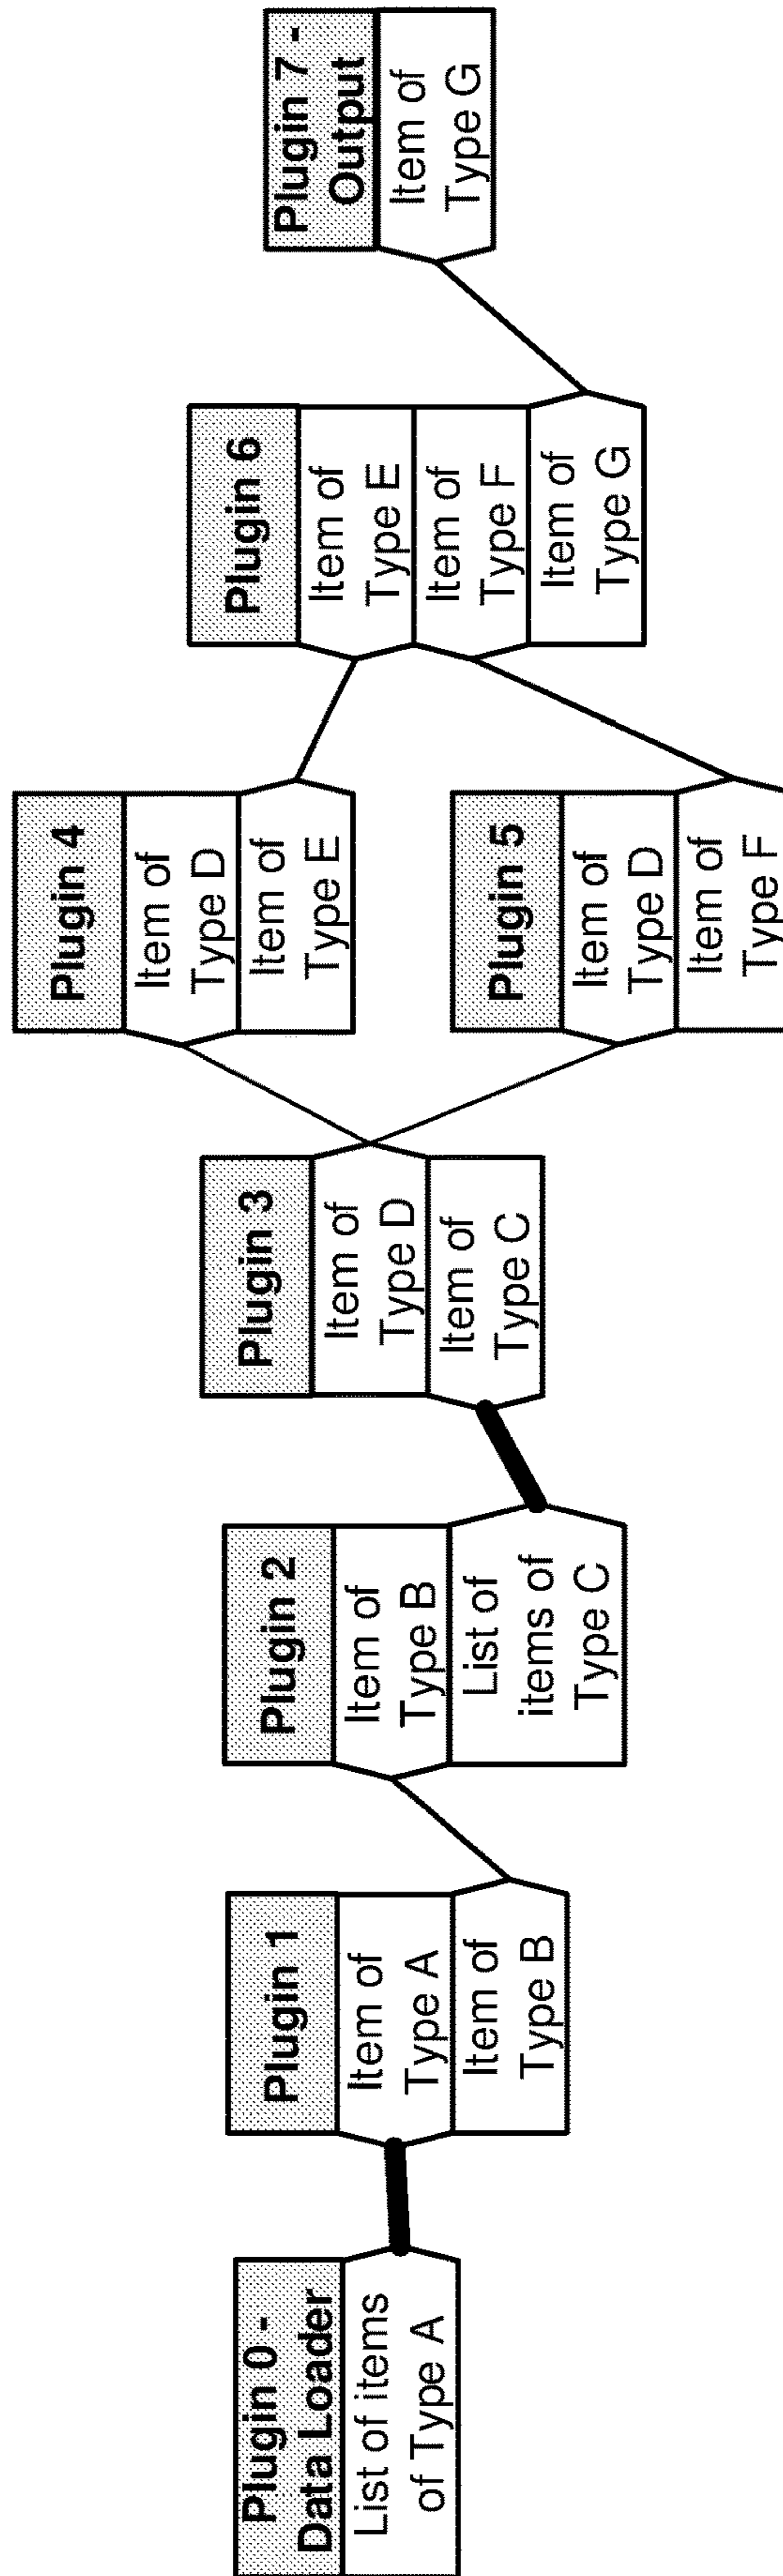 Plugin 0 -
Data Loader
List of items
of Type A
Plugin 1
Item of
Type A
Item of
Type B
Plugin 2
Item of
Type B
List of
items of
Type C
Plugin 3
Item of
Type D
Item of
Type C
Plugin 4
Item of
Type D
Item of
Type E
Plugin 5
Item of
Type D
Item of
Type F
Plugin 6
Item of
Type E
Item of
Type F
Item of
Type G
Plugin 7 -
Output
Item of
Type G